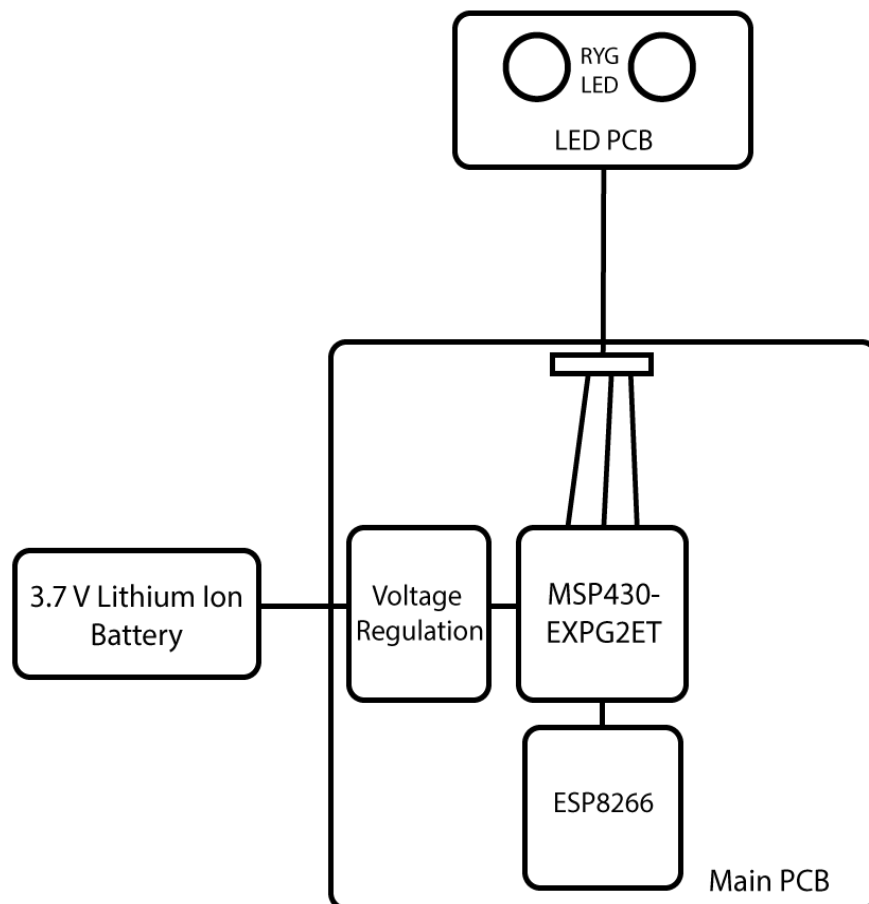 RYG
LED
LED PCB
3.7 V Lithium Ion
Battery
Voltage
Regulation
MSP430-
EXPG2ET
ESP8266
Main PCB